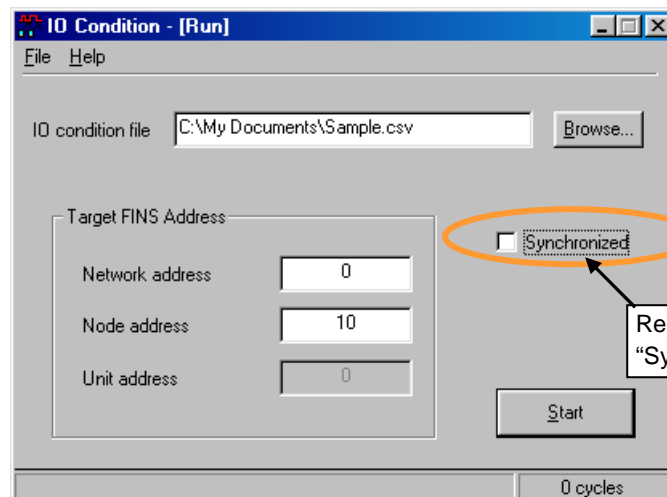 IO Condition - [Run]
File Help
IO condition file C:\My Documents\Sample.csv Browse...
Target FINS Address
Synchronized
Network address 0
Node address 10
Unit address 0
Start
0 cycles